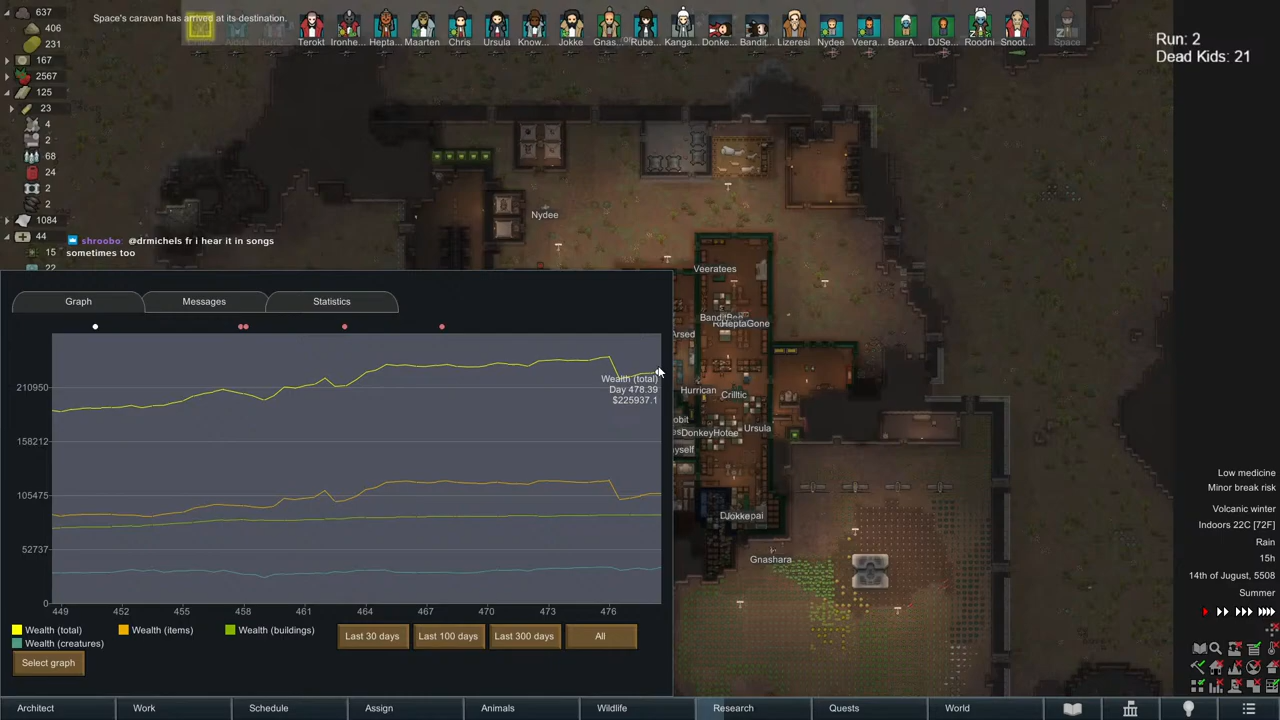 Space's caravan has arrived at its destination.
637
406
231
167
2567
125
23
4
2
68
24
2
2
1084
44
15
22
Terokt
Ironhe...
Hepta...
Maarten
Chris
Ursula
Know...
Jokke
Gnas...
Rube...
Kanga...
Donke...
Bandit...
Lizeresi
Nydee
Veera...
BearA...
DJSe...
Roodni
Snoot...
Space
Run: 2
Dead Kids: 21
shroobo: @drmichels fr i hear it in songs
sometimes too
Nydee
Veeratees
HeptaGone
Arsed
Hurrican
Crilltic
Ursula
DonkeyHotee
myself
Gnashara
Graph
Messages
Statistics
210950
158212
105475
52737
0
449
452
455
458
461
464
467
470
473
476
Wealth (total)
Day 478.39
$225937.1
Wealth (total)
Wealth (items)
Wealth (buildings)
Wealth (creatures)
Last 30 days
Last 100 days
Last 300 days
All
Select graph
Low medicine
Minor break risk
Volcanic winter
Indoors 22C [72F]
Rain
15h
14th of Jugust, 5508
Summer
Architect
Work
Schedule
Assign
Animals
Wildlife
Research
Quests
World